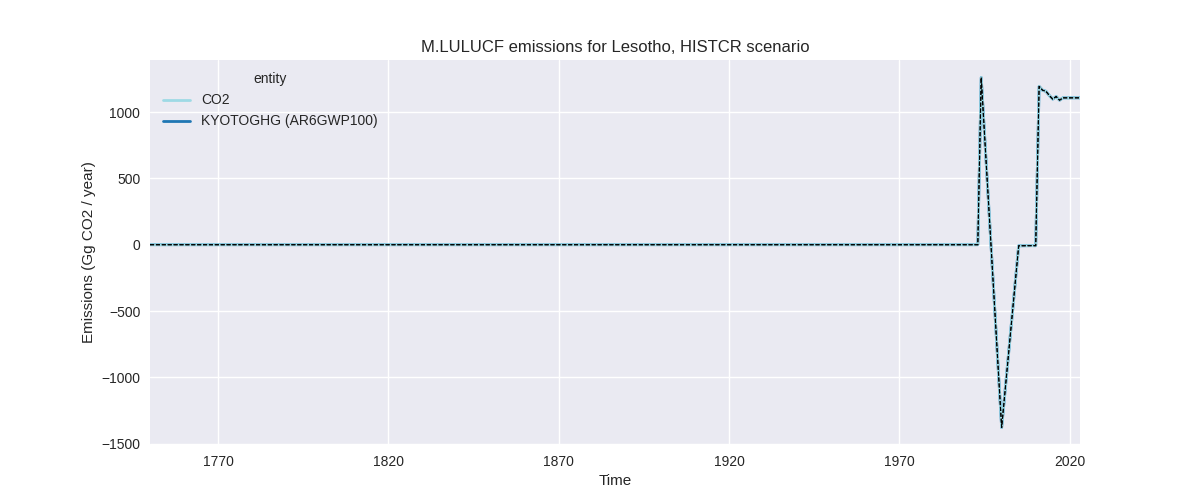 M.LULUCF emissions for Lesotho, HISTCR scenario
entity
CO2
KYOTOGHG (AR6GWP100)
Emissions (Gg CO2 / year)
1000
500
0
−500
−1000
−1500
1770
1820
1870
1920
1970
2020
Time